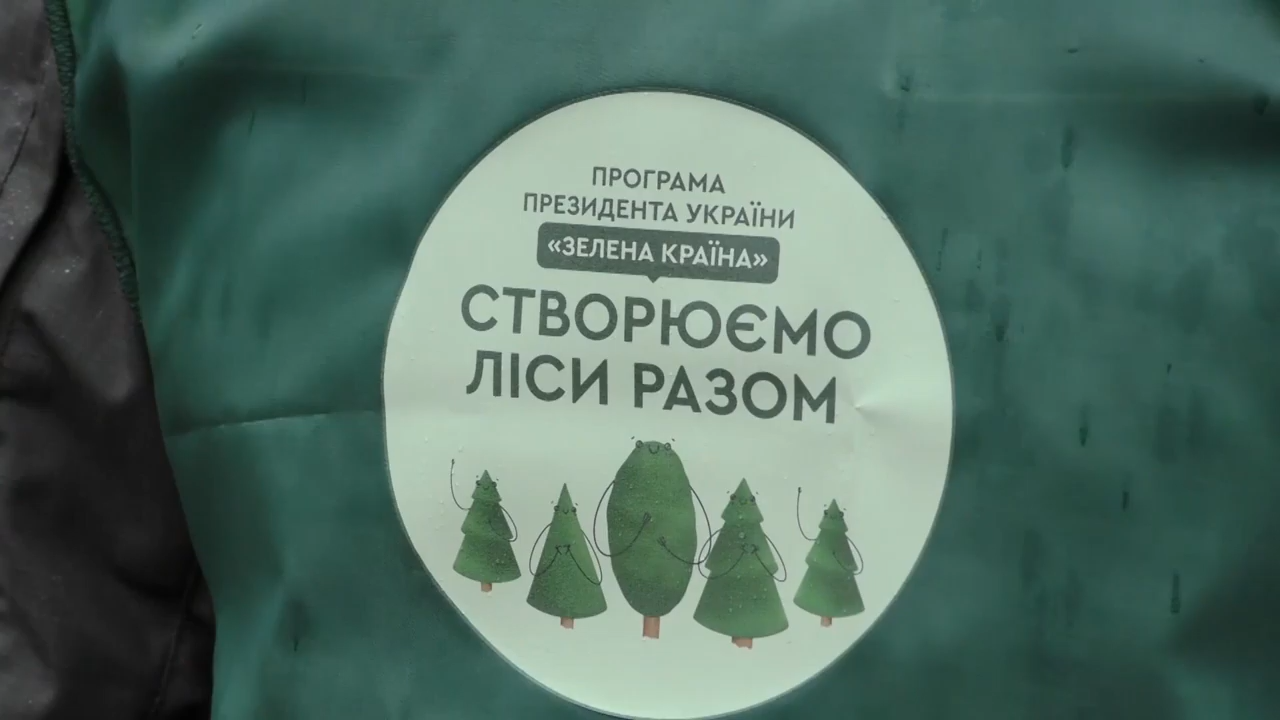 ПРОГРАМА
ПРЕЗИДЕНТА УКРАЇНИ
«ЗЕЛЕНА КРАЇНА»
СТВОРЮЄМО
ЛІСИ РАЗОМ